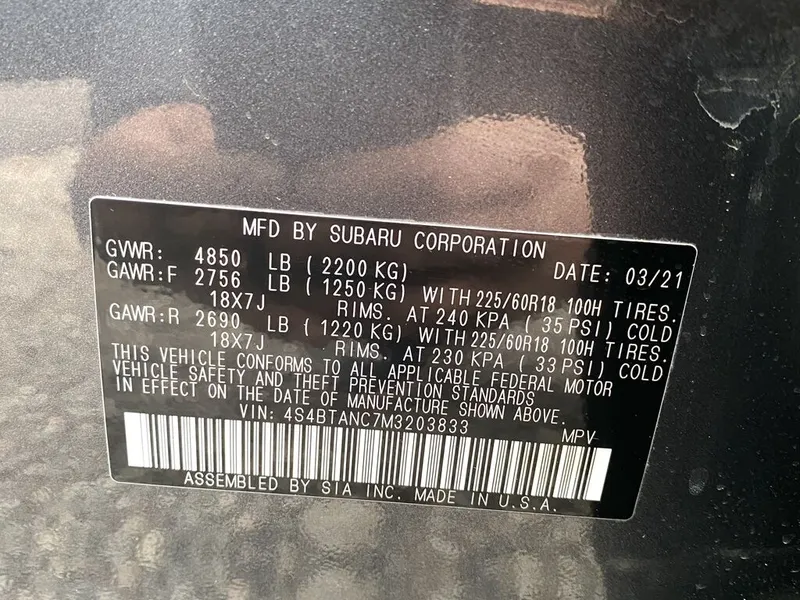 MFD BY SUBARU CORPORATION
GVWR: 4850 LB ( 2200 KG) DATE: 03/21
GAWR:F 2756 LB ( 1250 KG) WITH 225/60R18 100H TIRES.
18X7J RIMS. AT 240 KPA ( 35 PSI) COLD
GAWR:R 2690 LB ( 1220 KG) WITH 225/60R18 100H TIRES.
18X7J RIMS. AT 230 KPA ( 33 PSI) COLD
THIS VEHICLE CONFORMS TO ALL APPLICABLE FEDERAL MOTOR
VEHICLE SAFETY AND THEFT PREVENTION STANDARDS
IN EFFECT ON THE DATE OF MANUFACTURE SHOWN ABOVE.
VIN: 4S4BTANC7M3203833 MPV
ASSEMBLED BY SIA INC. MADE IN U.S.A.